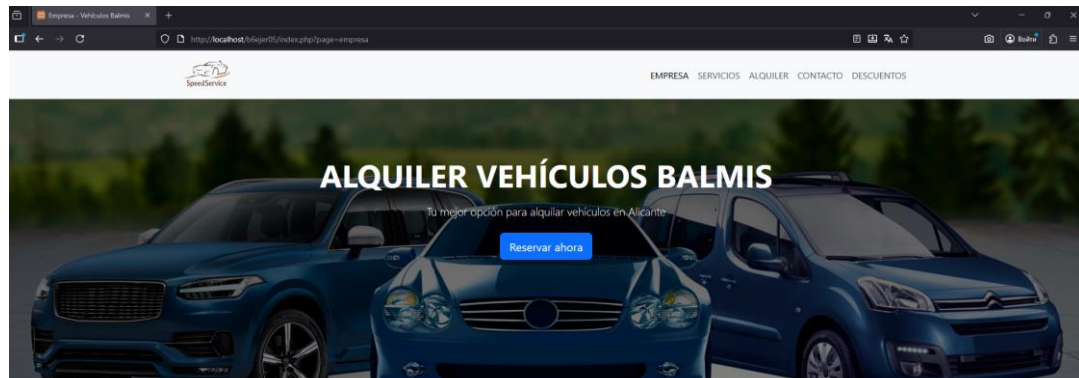 Empresa - Vehículos Balmis
http://localhost/b6ejer05/index.php?page=empresa
Войти
SpeedService
EMPRESA SERVICIOS ALQUILER CONTACTO DESCUENTOS
ALQUILER VEHÍCULOS BALMIS
Tu mejor opción para alquilar vehículos en Alicante
Reservar ahora